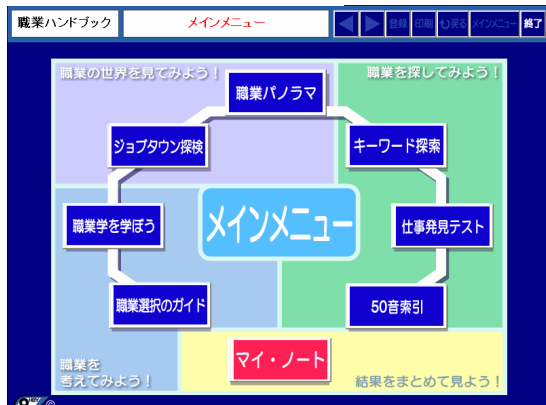 職業ハンドブック
メインメニュー
登録
印刷
戻る
メインメニュー
終了
職業の世界を見てみよう！
職業を探してみよう！
職業パノラマ
ジョブタウン探検
キーワード探索
職業学を学ぼう
メインメニュー
仕事発見テスト
職業選択のガイド
50音索引
マイ・ノート
職業を
考えてみよう！
結果をまとめて見よう！